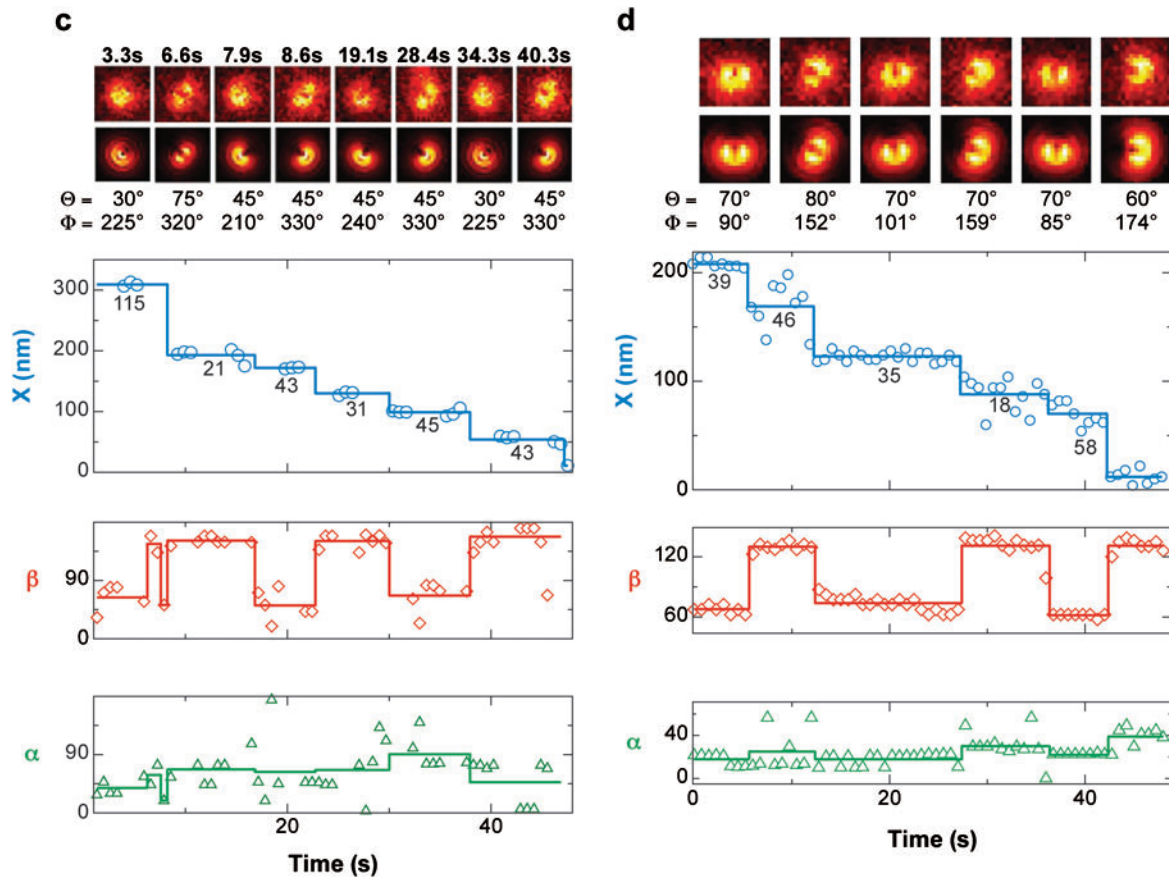 c
3.3s 6.6s 7.9s 8.6s 19.1s 28.4s 34.3s 40.3s
Θ = 30° 75° 45° 45° 45° 45° 30° 45°
Φ = 225° 320° 210° 330° 240° 330° 225° 330°
X (nm)
300
200
100
0
115
21
43
31
45
43
β
90
0
α
90
0
20 40
Time (s)
d
70° 80° 70° 70° 70° 60°
90° 152° 101° 159° 85° 174°
X (nm)
200
100
0
39
46
35
18
58
β
120
60
α
40
0
0 20 40
Time (s)